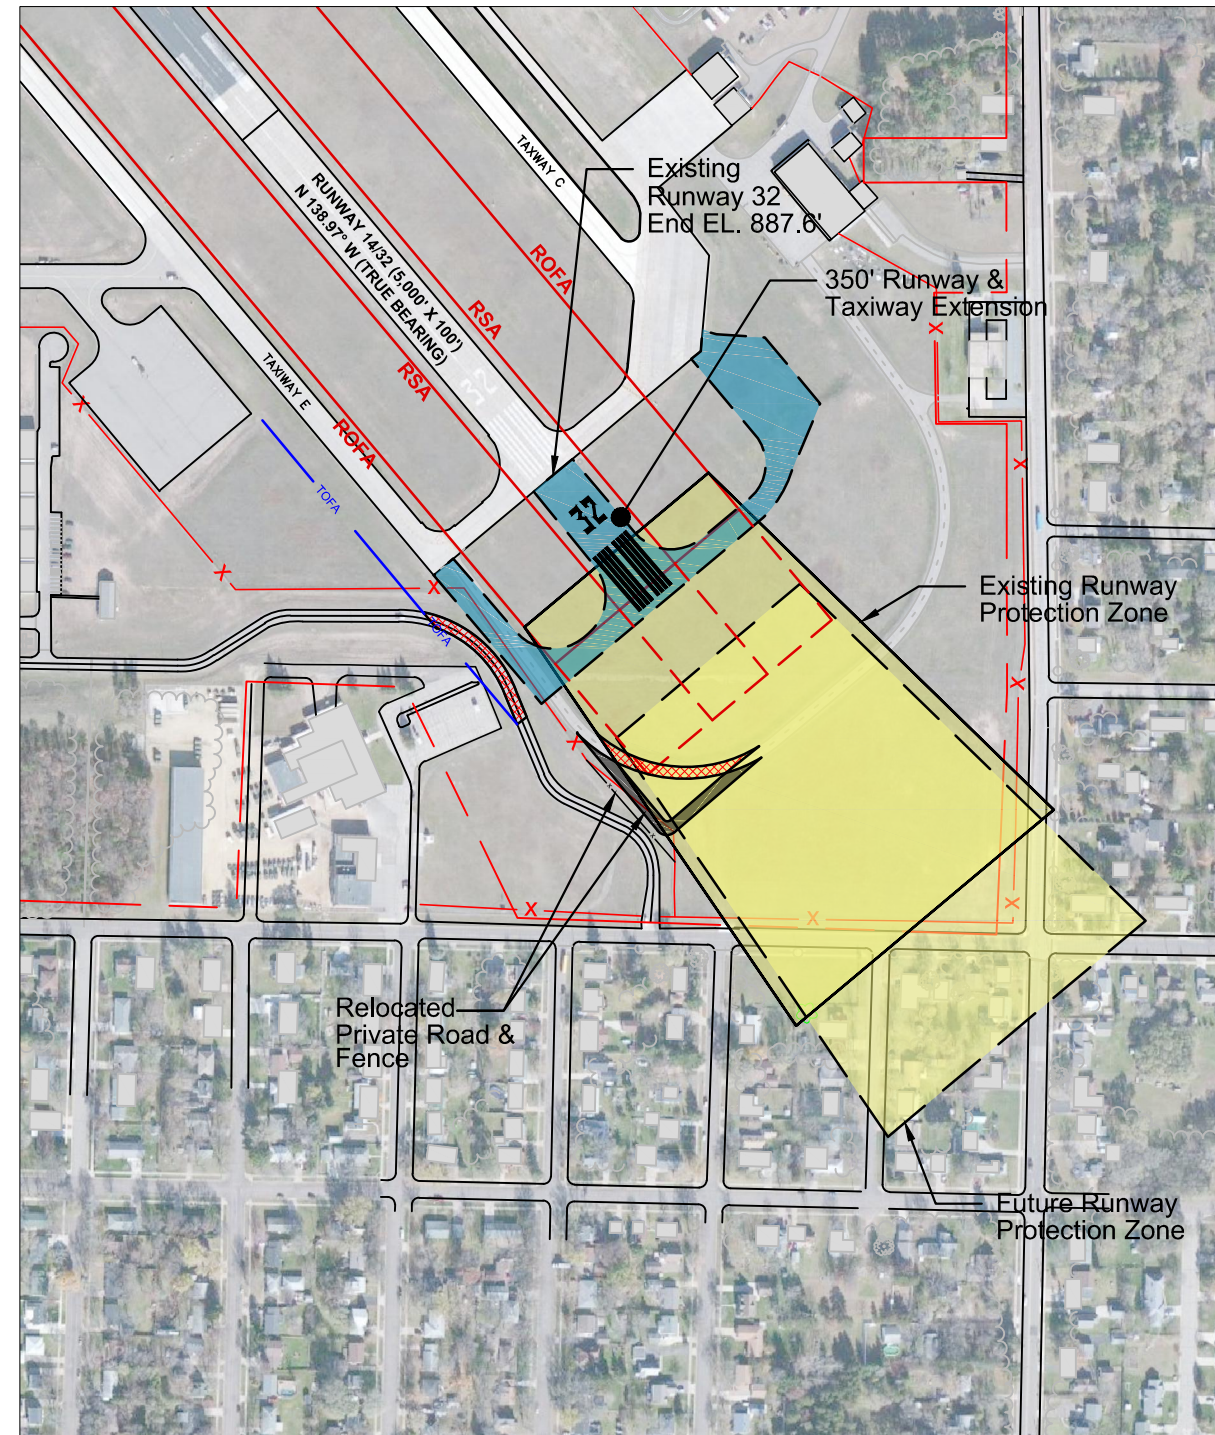 TAXWAY C
Existing
Runway 32
End EL. 887.6'
RUNWAY 14/32 (5,000' X 100')
N 138.97° W (TRUE BEARING)
ROFA
350' Runway &
Taxiway Extension
RSA
X
TAXIWAY E
RSA
32
X
ROFA
X
TOFA
32
X
X
Existing Runway
Protection Zone
TOFA
X
X
X
X
X
X
Relocated
Private Road &
Fence
Future Runway
Protection Zone